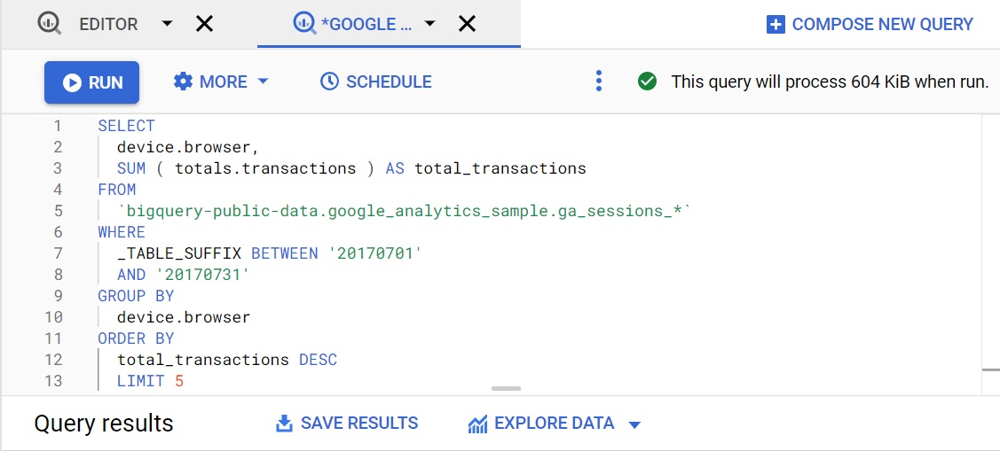 EDITOR *GOOGLE ... COMPOSE NEW QUERY
RUN MORE SCHEDULE This query will process 604 KiB when run.
1 SELECT
2 device.browser,
3 SUM ( totals.transactions ) AS total_transactions
4 FROM
5 `bigquery-public-data.google_analytics_sample.ga_sessions_*`
6 WHERE
7 _TABLE_SUFFIX BETWEEN '20170701'
8 AND '20170731'
9 GROUP BY
10 device.browser
11 ORDER BY
12 total_transactions DESC
13 LIMIT 5
Query results SAVE RESULTS EXPLORE DATA